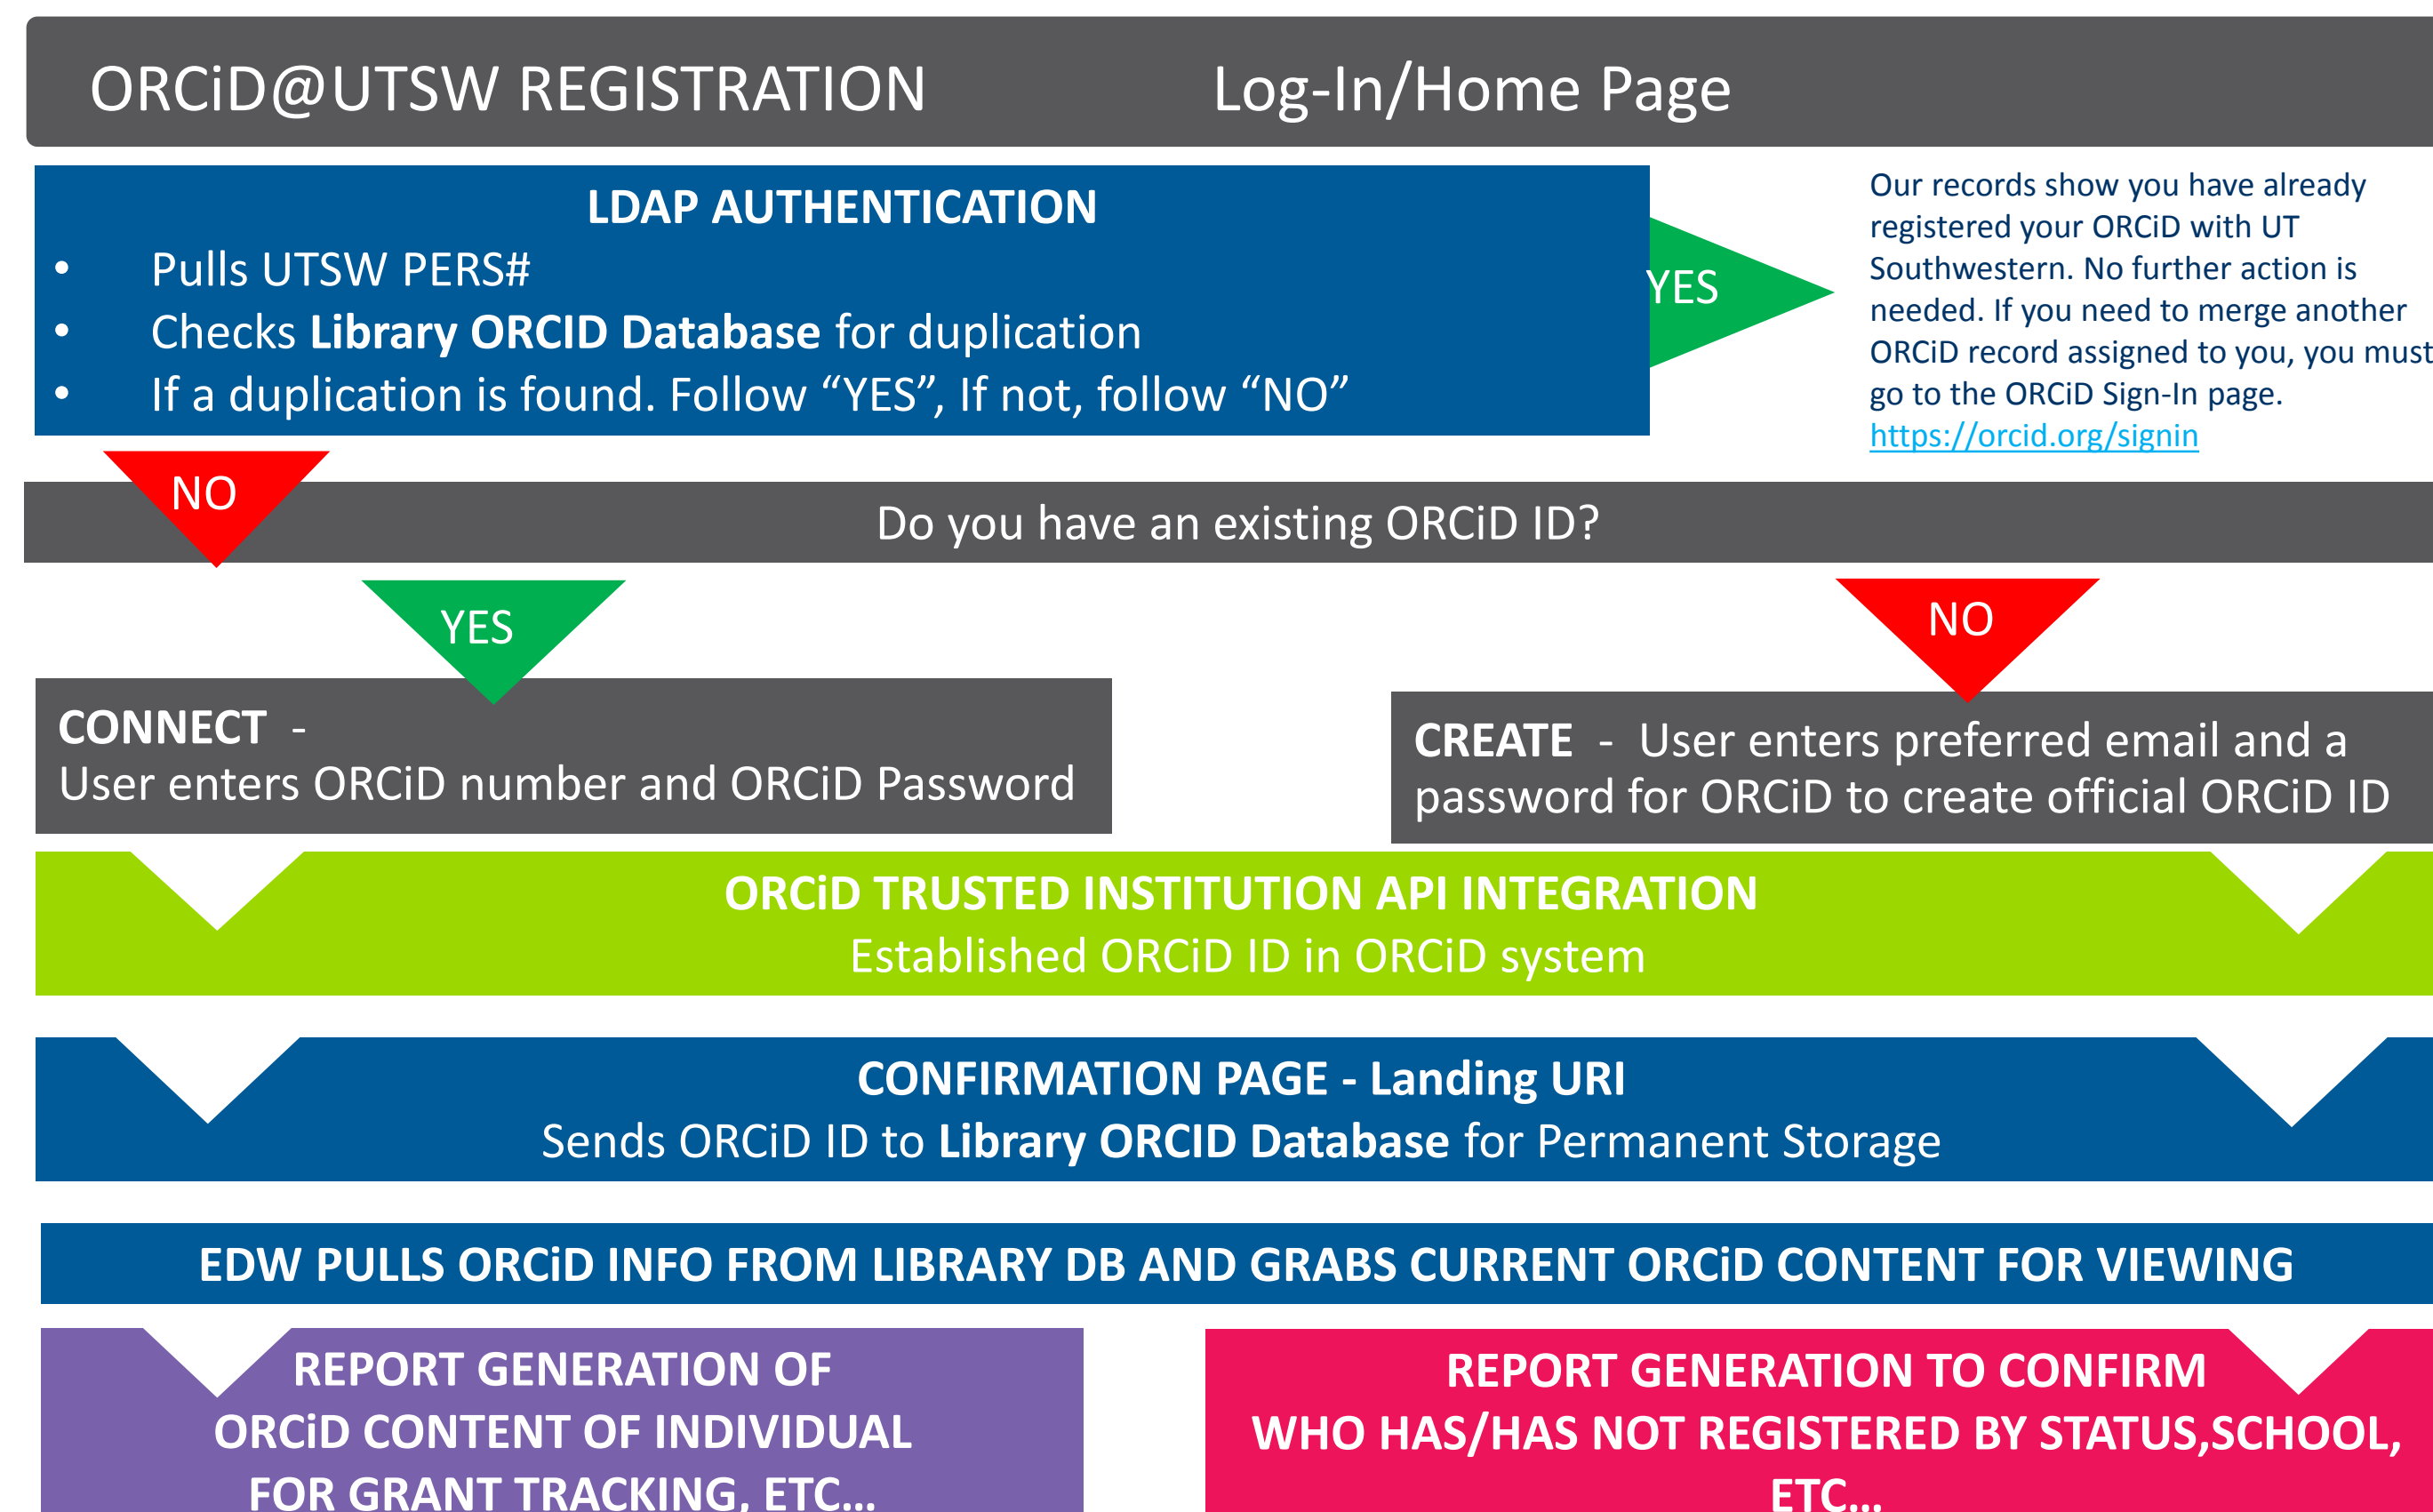 ORCiD@UTSW REGISTRATION Log-In/Home Page
LDAP AUTHENTICATION
• Pulls UTSW PERS#
• Checks Library ORCID Database for duplication
• If a duplication is found. Follow “YES”, If not, follow “NO”
YES
Our records show you have already
registered your ORCiD with UT
Southwestern. No further action is
needed. If you need to merge another
ORCiD record assigned to you, you must
go to the ORCiD Sign-In page.
https://orcid.org/signin
NO
Do you have an existing ORCiD ID?
YES
NO
CONNECT -
User enters ORCiD number and ORCiD Password
CREATE - User enters preferred email and a
password for ORCiD to create official ORCiD ID
ORCiD TRUSTED INSTITUTION API INTEGRATION
Established ORCiD ID in ORCiD system
CONFIRMATION PAGE - Landing URI
Sends ORCiD ID to Library ORCID Database for Permanent Storage
EDW PULLS ORCiD INFO FROM LIBRARY DB AND GRABS CURRENT ORCiD CONTENT FOR VIEWING
REPORT GENERATION OF
ORCiD CONTENT OF INDIVIDUAL
FOR GRANT TRACKING, ETC...
REPORT GENERATION TO CONFIRM
WHO HAS/HAS NOT REGISTERED BY STATUS,SCHOOL,
ETC...